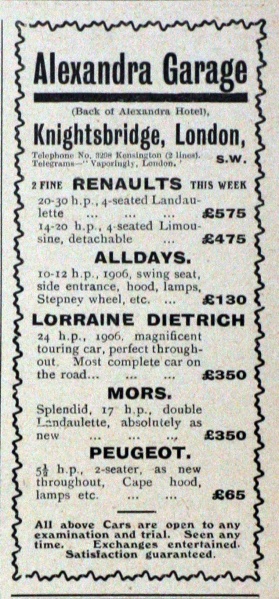 Alexandra Garage
(Back of Alexandra Hotel),
Knightsbridge, London,
Telephone No. 8208 Kensington (2 lines).
Telegrams—"Vaporingly, London,"
S.W.
2 FINE RENAULTS THIS WEEK
20-30 h.p., 4-seated Landau-
lette ... ... ... £575
14-20 h.p., 4-seated Limou-
sine, detachable ... £475
ALLDAYS.
10-12 h.p., 1906, swing seat,
side entrance, hood, lamps,
Stepney wheel, etc. ... £130
LORRAINE DIETRICH
24 h.p., 1906, magnificent
touring car, perfect through-
out. Most complete car on
the road... ... ... £350
MORS.
Splendid, 17 h.p., double
Landaulette, absolutely as
new ... ... ... £350
PEUGEOT.
5½ h.p., 2-seater, as new
throughout, Cape hood,
lamps etc. ... ... £65
All above Cars are open to any
examination and trial. Seen any
time. Exchanges entertained.
Satisfaction guaranteed.